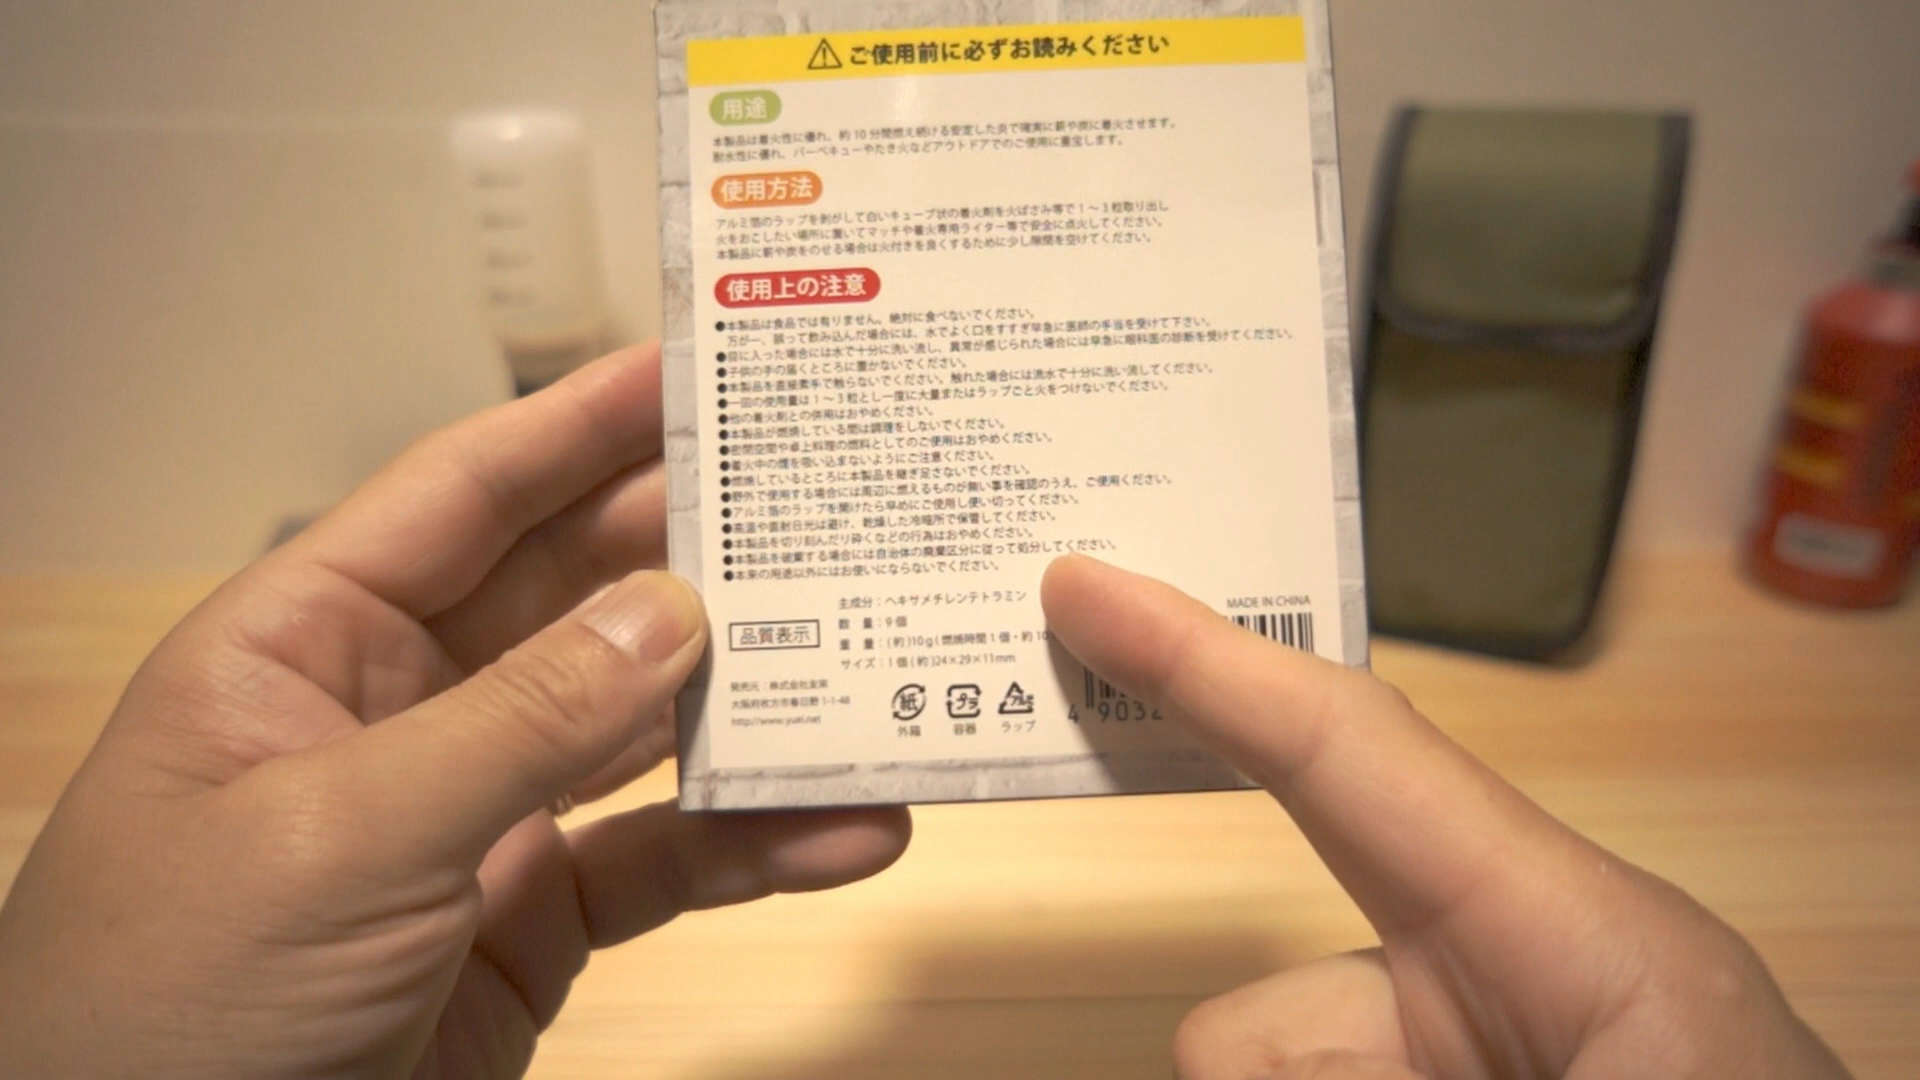 ご使用前に必ずお読みください
用途
本製品は着火性に優れ、約10分間燃え続ける安定した炎で確実に薪や炭に着火させます。
耐水性に優れ、バーベキューやたき火などアウトドアでのご使用に重宝します。
使用方法
アルミ箔のラップを剥がして白いキューブ状の着火剤を火ばさみ等で1～3粒取り出し
火をおこしたい場所に置いてマッチや着火専用ライター等で安全に点火してください。
本製品に薪や炭をのせる場合は火付きを良くするために少し隙間を空けてください。
使用上の注意
●本製品は食品では有りません。絶対に食べないでください。
万が一、誤って飲み込んだ場合には、水でよく口をすすぎ早急に医師の手当を受けて下さい。
●目に入った場合には水で十分に洗い流し、異常が感じられた場合には早急に眼科医の診断を受けてください。
●子供の手の届くところに置かないでください。
●本製品を直接素手で触らないでください。触れた場合には流水で十分に洗い流してください。
●一回の使用量は1～3粒とし一度に大量またはラップごと火をつけないでください。
●他の着火剤との併用はおやめください。
●本製品が燃焼している間は調理をしないでください。
●密閉空間や卓上料理の燃料としてのご使用はおやめください。
●着火中の煙を吸い込まないようにご注意ください。
●燃焼しているところに本製品を継ぎ足さないでください。
●野外で使用する場合には周辺に燃えるものが無い事を確認のうえ、ご使用ください。
●アルミ箔のラップを開けたら早めにご使用し使い切ってください。
●高温や直射日光は避け、乾燥した冷暗所で保管してください。
●本製品を切り刻んだり砕くなどの行為はおやめください。
●本製品を破棄する場合には自治体の廃棄区分に従って処分してください。
●本来の用途以外にはお使いにならないでください。
品質表示
主成分：ヘキサメチレンテトラミン
数 量：9個
重 量：(約)10g(燃焼時間1個・約10
サイズ：1個(約)24×29×11mm
MADE IN CHINA
発売元：株式会社友栄
大阪府枚方市春日野1-1-48
http://www.yuei.net
紙
外箱
プラ
容器
アルミ
ラップ
4 9032